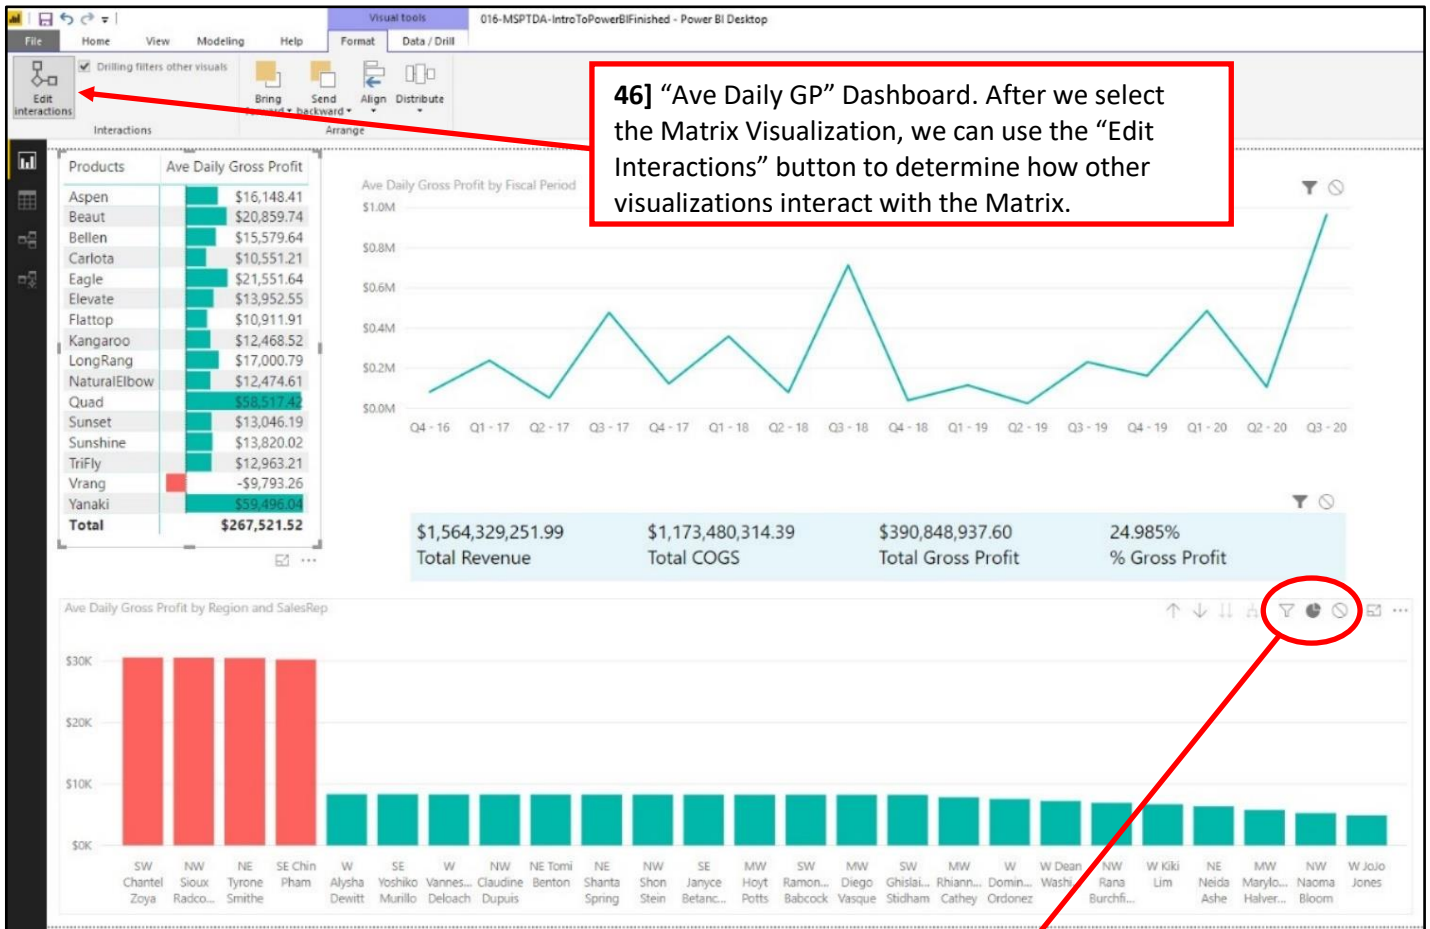 Visual tools
016-MSPTDA-IntroToPowerBIFinished - Power BI Desktop
File Home View Modeling Help Format Data / Drill
Edit interactions
Drilling filters other visuals
Bring forward
Send backward
Align
Distribute
Interactions
Arrange
46] “Ave Daily GP” Dashboard. After we select
the Matrix Visualization, we can use the “Edit
Interactions” button to determine how other
visualizations interact with the Matrix.
Products Ave Daily Gross Profit
Aspen $16,148.41
Beaut $20,859.74
Bellen $15,579.64
Carlota $10,551.21
Eagle $21,551.64
Elevate $13,952.55
Flattop $10,911.91
Kangaroo $12,468.52
LongRang $17,000.79
NaturalElbow $12,474.61
Quad $58,517.42
Sunset $13,046.19
Sunshine $13,820.02
TriFly $12,963.21
Vrang -$9,793.26
Yanaki $59,496.04
Total $267,521.52
Ave Daily Gross Profit by Fiscal Period
$1.0M
$0.8M
$0.6M
$0.4M
$0.2M
$0.0M
Q4 - 16 Q1 - 17 Q2 - 17 Q3 - 17 Q4 - 17 Q1 - 18 Q2 - 18 Q3 - 18 Q4 - 18 Q1 - 19 Q2 - 19 Q3 - 19 Q4 - 19 Q1 - 20 Q2 - 20 Q3 - 20
$1,564,329,251.99 $1,173,480,314.39 $390,848,937.60 24.985%
Total Revenue Total COGS Total Gross Profit % Gross Profit
Ave Daily Gross Profit by Region and SalesRep
$30K
$20K
$10K
$0K
SW NW NE SE Chin W SE W NW NE Tomi NE NW SE MW SW MW SW MW W W Dean NW W Kiki NE MW NW W JoJo
Chantel Sioux Tyrone Pham Alysha Yoshiko Vannes... Claudine Benton Shanta Shon Janyce Hoyt Ramon... Diego Ghislai... Rhiann... Domin... Washi... Rana Lim Neida Marylo... Naoma Jones
Zoya Radco... Smithe Dewitt Murillo Deloach Dupuis Spring Stein Betanc... Potts Babcock Vasque Stidham Cathey Ordonez Burchfi... Ashe Halver... Bloom